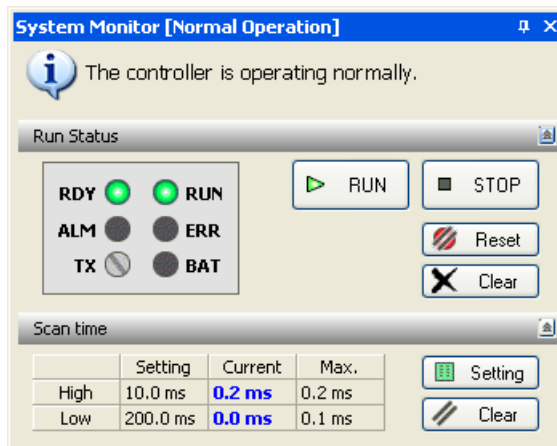 System Monitor [Normal Operation]
The controller is operating normally.
Run Status
RDY RUN
ALM ERR
TX BAT
RUN STOP
Reset
Clear
Scan time
Setting Current Max.
High 10.0 ms 0.2 ms 0.2 ms
Low 200.0 ms 0.0 ms 0.1 ms
Setting
Clear